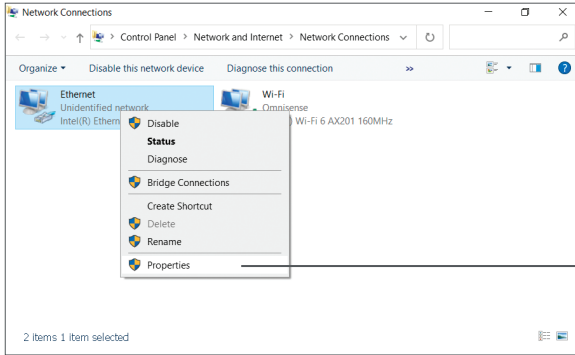 Network Connections
Control Panel > Network and Internet > Network Connections
Organize Disable this network device Diagnose this connection »
Ethernet
Unidentified network
Intel(R) Ethern
Wi-Fi
Omnisense
) Wi-Fi 6 AX201 160MHz
Disable
Status
Diagnose
Bridge Connections
Create Shortcut
Delete
Rename
Properties
2 items 1 item selected